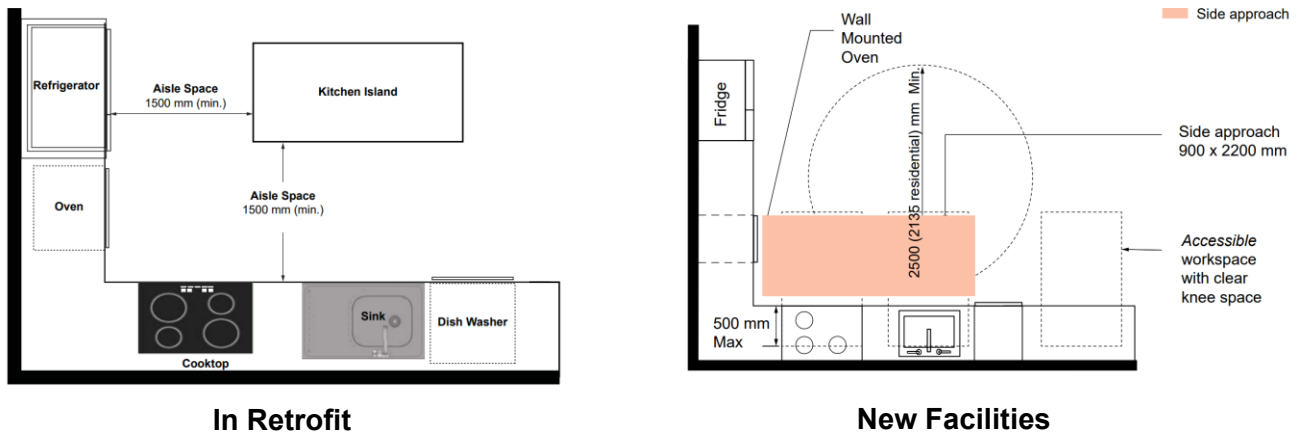 Refrigerator
Aisle Space
1500 mm (min.)
Kitchen Island
Aisle Space
1500 mm (min.)
Oven
Sink
Dish Washer
Cooktop
In Retrofit
Side approach
Wall
Mounted
Oven
Fridge
2500 (2135 residential) mm Min.
Side approach
900 x 2200 mm
Accessible
workspace
with clear
knee space
500 mm
Max
New Facilities